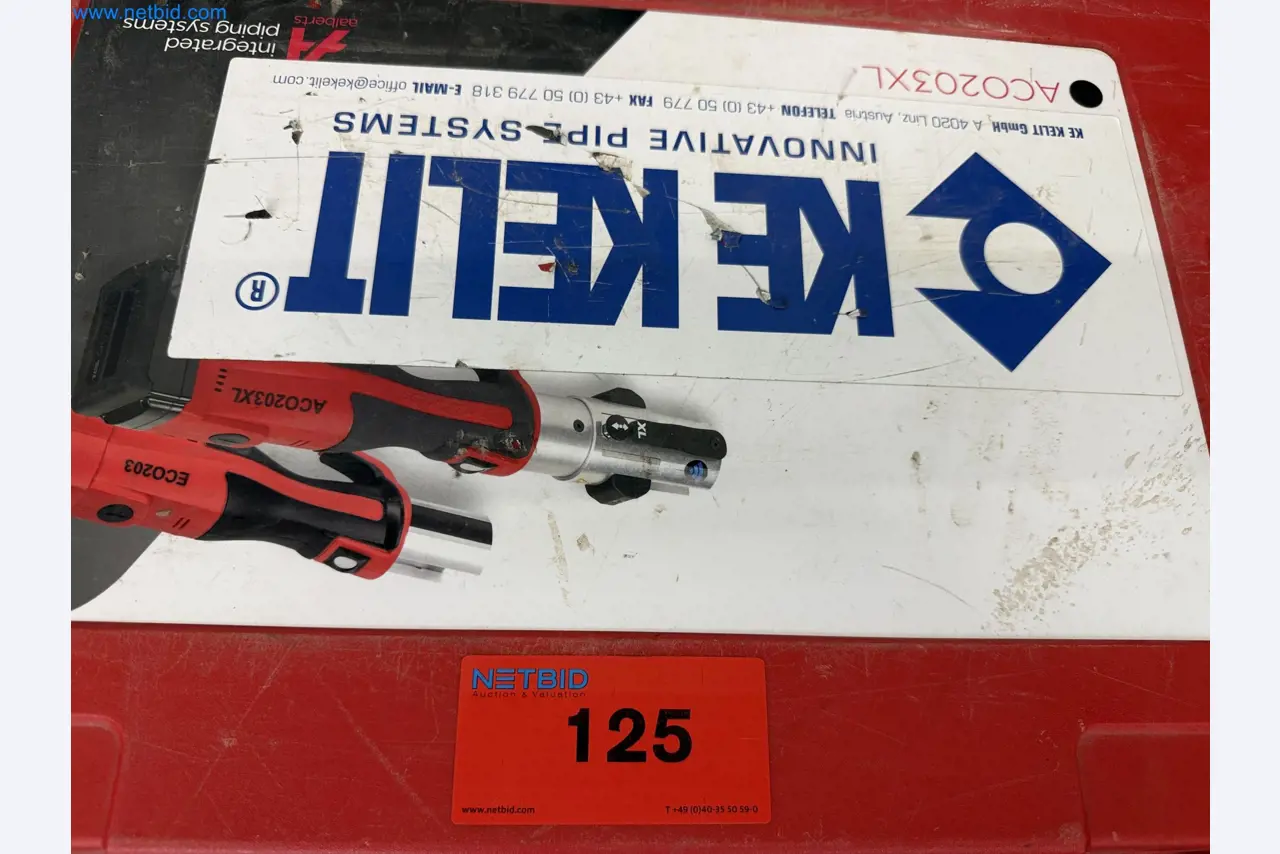 www.netbid.com
aalberts
integrated
piping systems
ACO203XL
KE KELIT®
INNOVATIVE PIPE SYSTEMS
KE KELIT GmbH A 4020 Linz, Austria TELEFON +43 (0) 50 779 FAX +43 (0) 50 779 318 E-MAIL office@kekelit.com
ACO203XL
XL
ECO203
NETBID
Auction & Valuation
125
www.netbid.com
T +49 (0)40-35 50 59-0